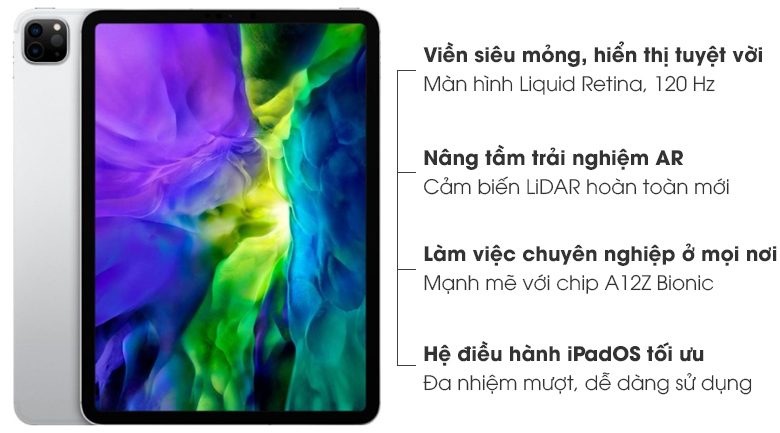 Viền siêu mỏng, hiển thị tuyệt vời
Màn hình Liquid Retina, 120 Hz
Nâng tầm trải nghiệm AR
Cảm biến LiDAR hoàn toàn mới
Làm việc chuyên nghiệp ở mọi nơi
Mạnh mẽ với chip A12Z Bionic
Hệ điều hành iPadOS tối ưu
Đa nhiệm mượt, dễ dàng sử dụng